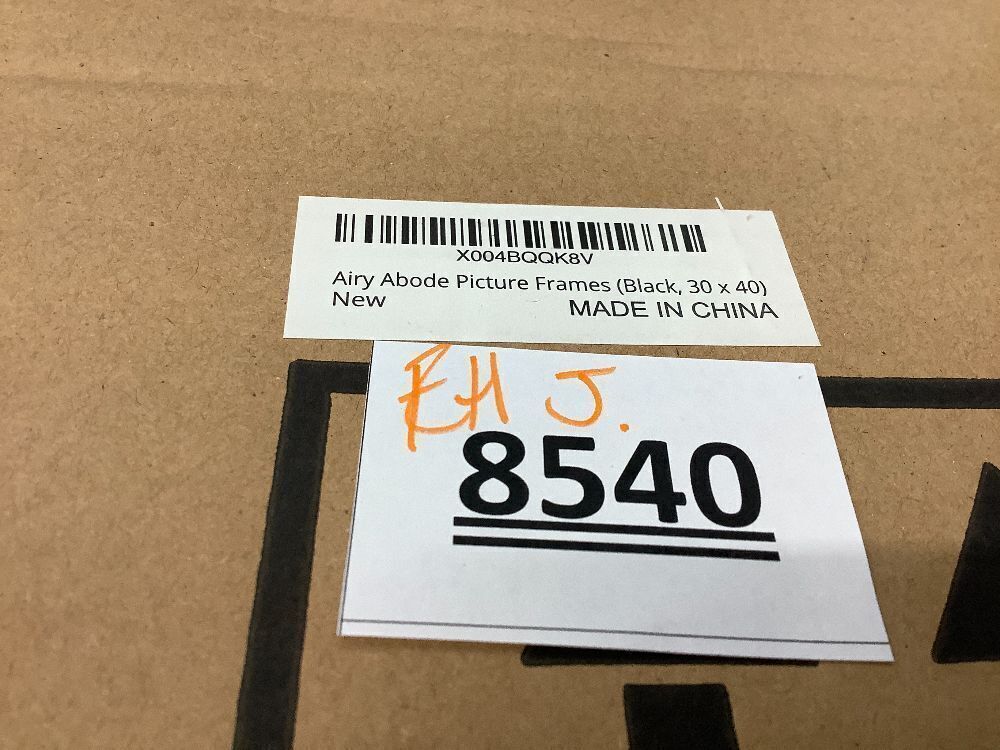 X004BQQK8V
Airy Abode Picture Frames (Black, 30 x 40)
New MADE IN CHINA
EH J.
8540